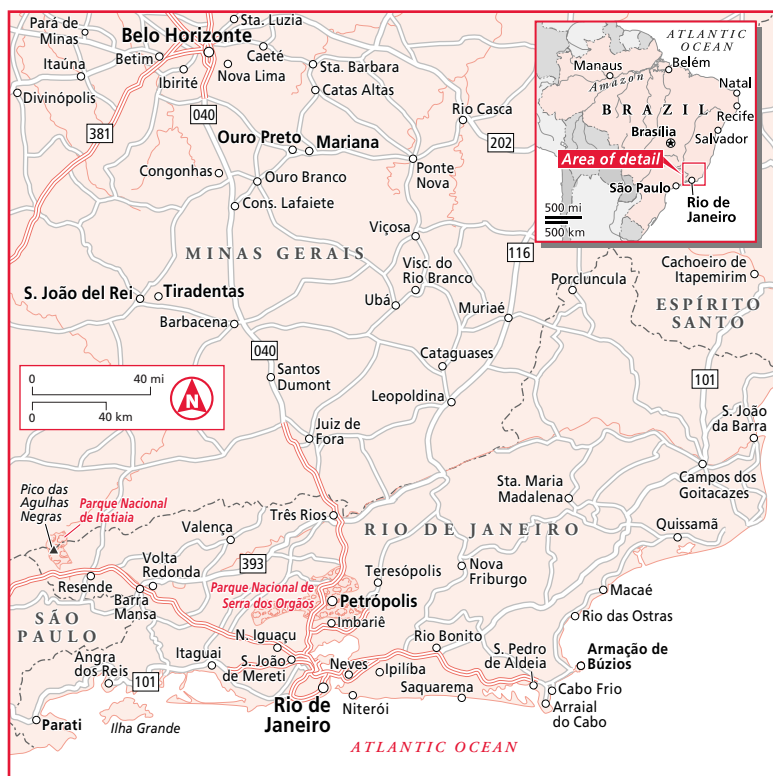 Pará de
Minas
Sta. Luzia
Belo Horizonte
Itaúna
Betim
Caeté
Ibirité
Nova Lima
Sta. Barbara
Divinópolis
Catas Altas
Rio Casca
040
381
202
Ouro Preto
Mariana
Congonhas
Ouro Branco
Ponte
Nova
Cons. Lafaiete
Viçosa
MINAS GERAIS
116
Visc. do
Rio Branco
S. João del Rei
Tiradentas
Ubá
Muriaé
Barbacena
Porcluncula
Cachoeiro de
Itapemirim
ESPÍRITO
SANTO
ATLANTIC
OCEAN
Manaus
Belém
Amazon
Natal
BRAZIL
Recife
Brasília
Salvador
Area of detail
São Paulo
Rio de
Janeiro
500 mi
500 km
0
40 mi
0
40 km
N
040
Santos
Dumont
Cataguases
101
Leopoldina
Juiz de
Fora
S. João
da Barra
Campos dos
Goitacazes
Pico das
Agulhas
Negras
Parque Nacional
de Itatiaia
Sta. Maria
Madalena
Três Rios
Valença
RIO DE JANEIRO
Quissamã
Volta
Redonda
393
Teresópolis
Nova
Friburgo
Resende
Parque Nacional de
Serra dos Orgãos
Macaé
Barra
Mansa
Petrópolis
Rio das Ostras
SÃO
PAULO
Imbariê
N. Iguaçu
Rio Bonito
Armação de
Búzios
Angra
dos Reis
Itaguai
S. João
de Mereti
Neves
Ipiliba
S. Pedro
de Aldeia
101
Saquarema
Cabo Frio
Rio de
Janeiro
Niterói
Arraial
do Cabo
Parati
Ilha Grande
ATLANTIC OCEAN